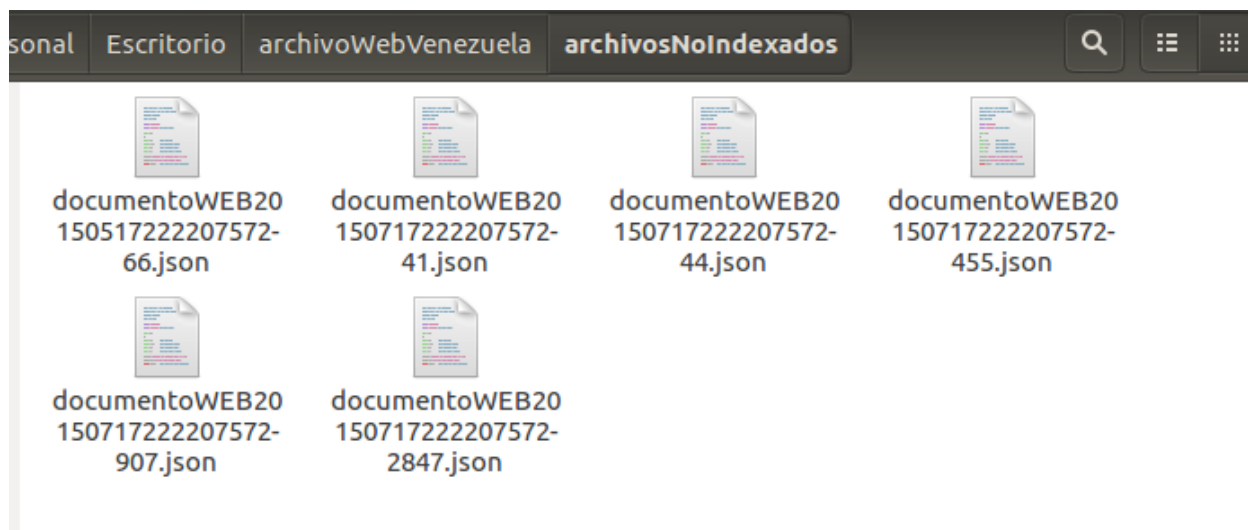 sonal Escritorio archivoWebVenezuela archivosNoIndexados
documentoWEB20
150517222207572-
66.json
documentoWEB20
150717222207572-
41.json
documentoWEB20
150717222207572-
44.json
documentoWEB20
150717222207572-
455.json
documentoWEB20
150717222207572-
907.json
documentoWEB20
150717222207572-
2847.json